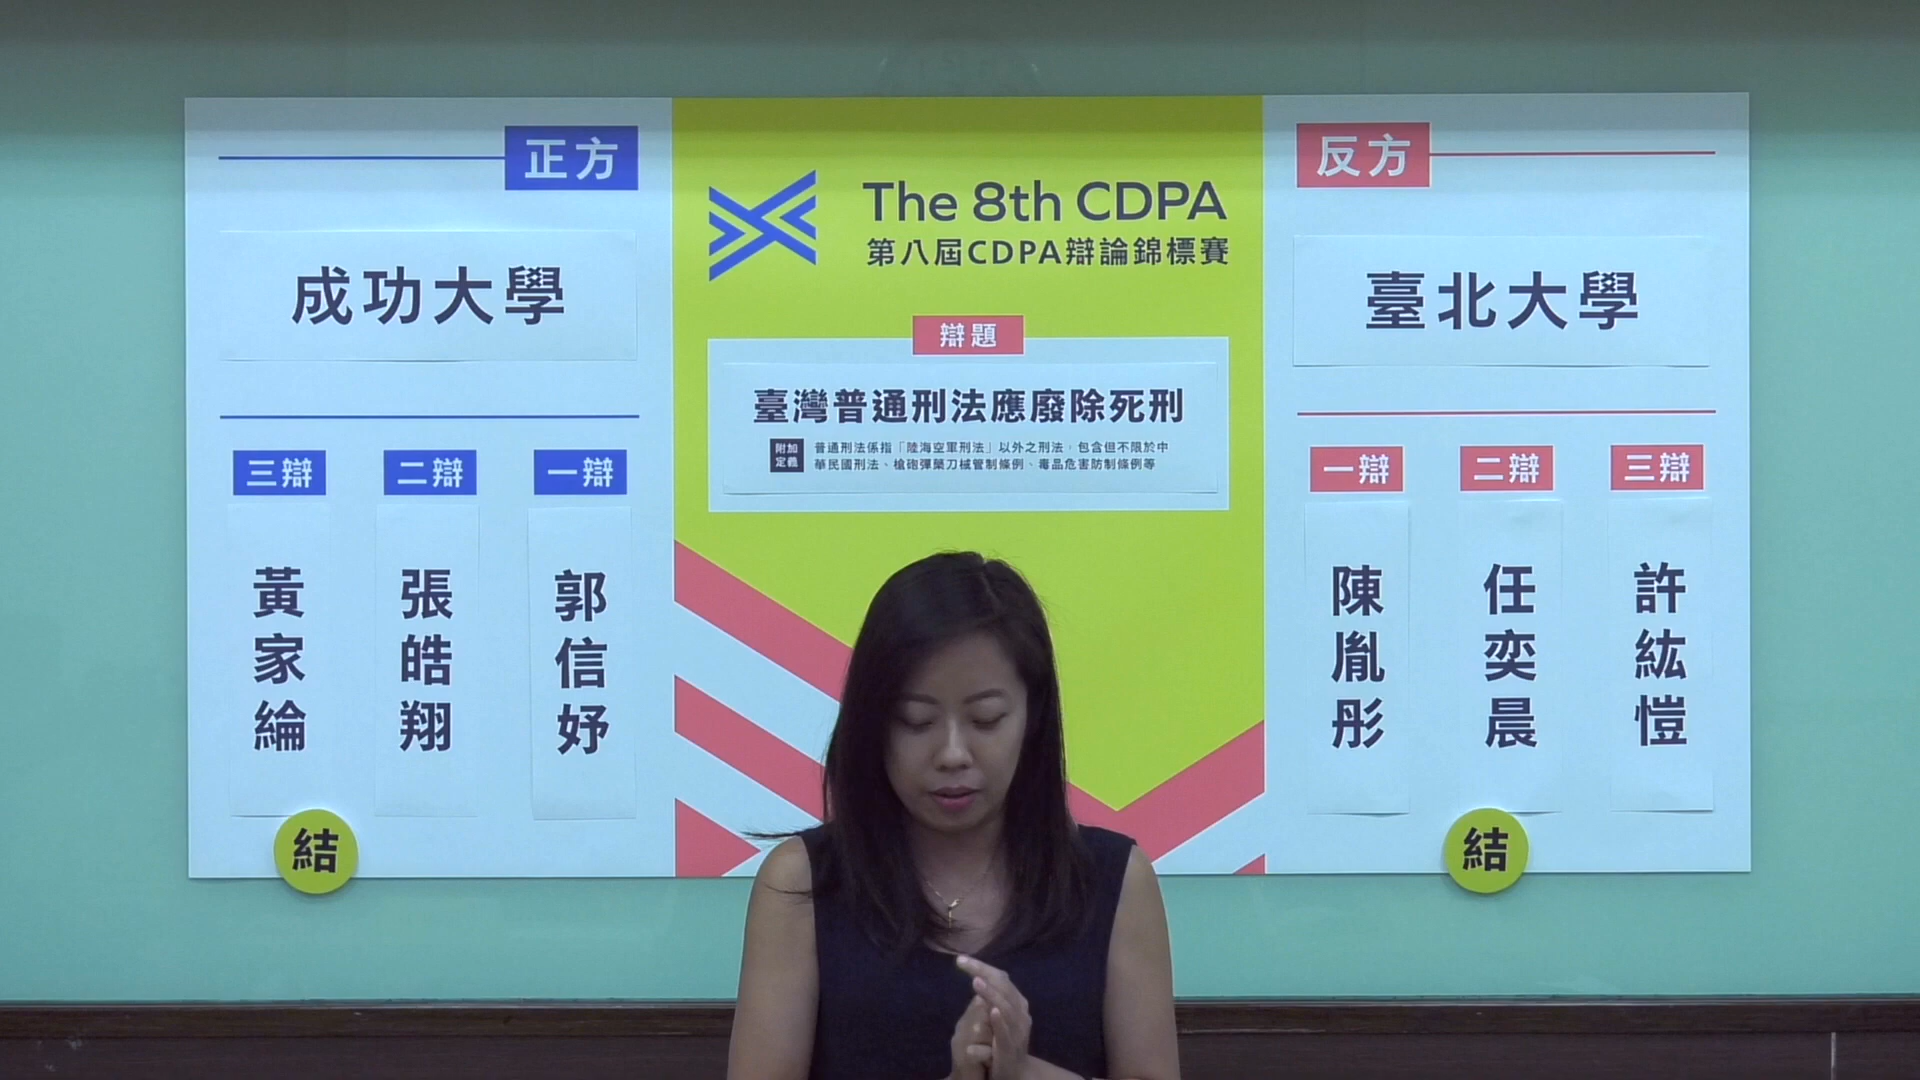 正方
成功大學
三辯
二辯
一辯
黃家綸
張皓翔
郭信妤
結
The 8th CDPA
第八屆CDPA辯論錦標賽
辯題
臺灣普通刑法應廢除死刑
附加
定義
普通刑法係指「陸海空軍刑法」以外之刑法，包含但不限於中
華民國刑法、槍砲彈藥刀械管制條例、毒品危害防制條例等
反方
臺北大學
一辯
二辯
三辯
陳胤彤
任奕晨
許紘愷
結